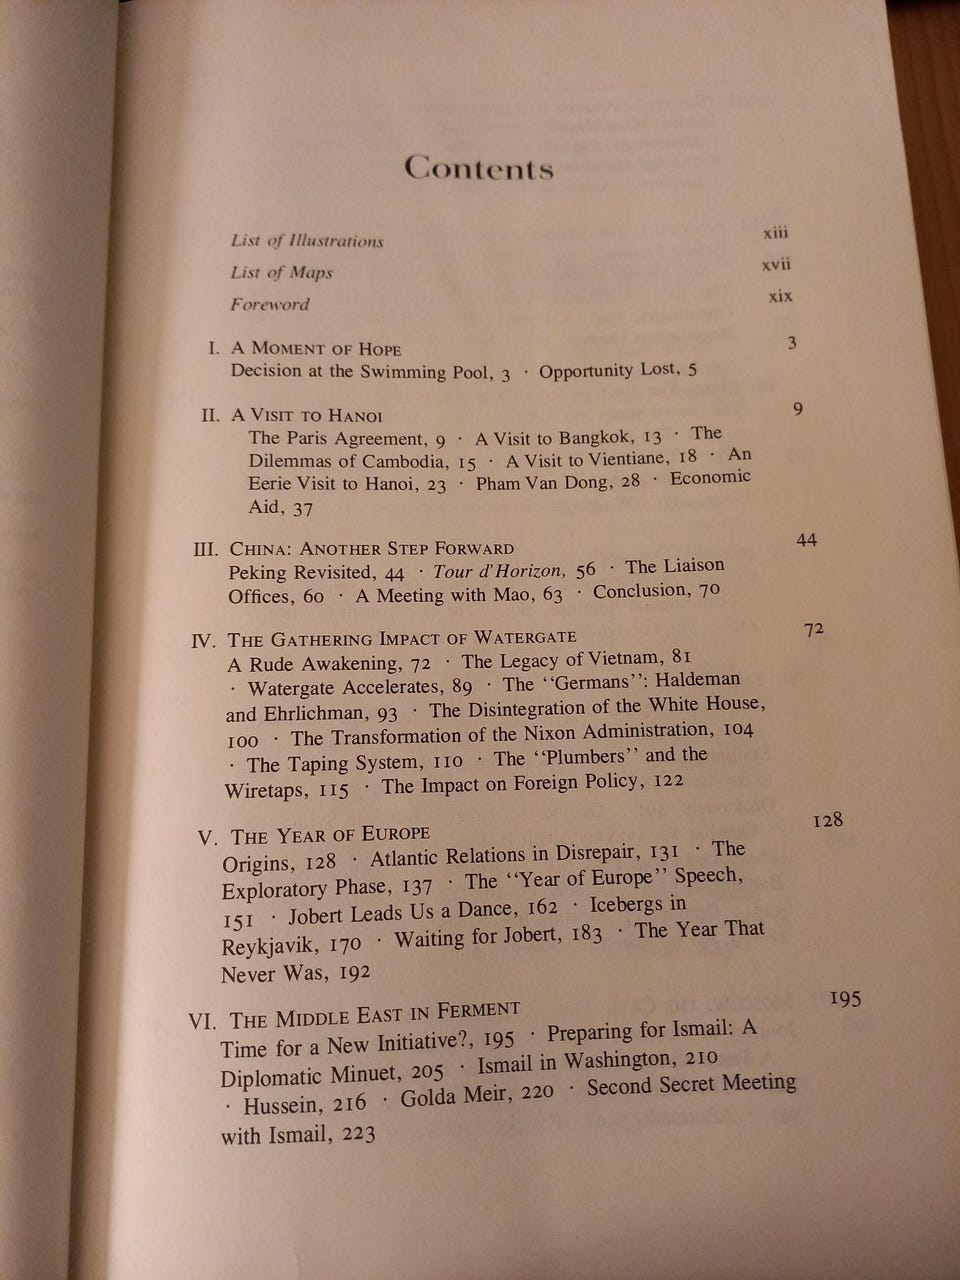 Contents
List of Illustrations xiii
List of Maps xvii
Foreword xix
I. A Moment of Hope 3
Decision at the Swimming Pool, 3 · Opportunity Lost, 5
II. A Visit to Hanoi 9
The Paris Agreement, 9 · A Visit to Bangkok, 13 · The
Dilemmas of Cambodia, 15 · A Visit to Vientiane, 18 · An
Eerie Visit to Hanoi, 23 · Pham Van Dong, 28 · Economic
Aid, 37
III. China: Another Step Forward 44
Peking Revisited, 44 · Tour d'Horizon, 56 · The Liaison
Offices, 60 · A Meeting with Mao, 63 · Conclusion, 70
IV. The Gathering Impact of Watergate 72
A Rude Awakening, 72 · The Legacy of Vietnam, 81
· Watergate Accelerates, 89 · The "Germans": Haldeman
and Ehrlichman, 93 · The Disintegration of the White House,
100 · The Transformation of the Nixon Administration, 104
· The Taping System, 110 · The "Plumbers" and the
Wiretaps, 115 · The Impact on Foreign Policy, 122
V. The Year of Europe 128
Origins, 128 · Atlantic Relations in Disrepair, 131 · The
Exploratory Phase, 137 · The "Year of Europe" Speech,
151 · Jobert Leads Us a Dance, 162 · Icebergs in
Reykjavik, 170 · Waiting for Jobert, 183 · The Year That
Never Was, 192
VI. The Middle East in Ferment 195
Time for a New Initiative?, 195 · Preparing for Ismail: A
Diplomatic Minuet, 205 · Ismail in Washington, 210
· Hussein, 216 · Golda Meir, 220 · Second Secret Meeting
with Ismail, 223